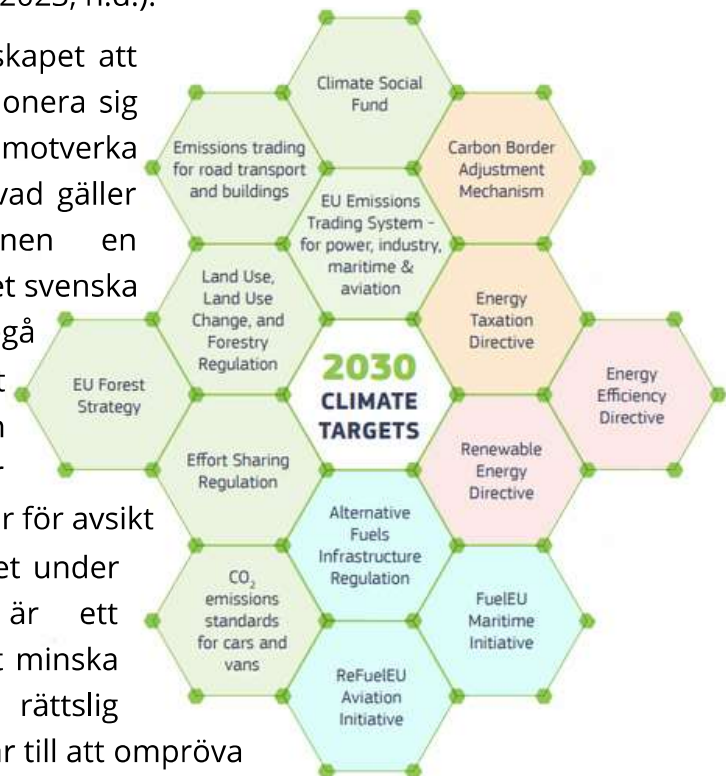 2023, n.d.).
skapet att
onera sig
motverka
vad gäller
nen en
et svenska
gå
t
r för avsikt
et under
är ett
t minska
rättslig
ar till att ompröva
Climate Social
Fund
Emissions trading
for road transport
and buildings
Carbon Border
Adjustment
Mechanism
EU Emissions
Trading System -
for power, industry,
maritime &
aviation
Land Use,
Land Use
Change, and
Forestry
Regulation
Energy
Taxation
Directive
EU Forest
Strategy
2030
CLIMATE
TARGETS
Energy
Efficiency
Directive
Effort Sharing
Regulation
Renewable
Energy
Directive
Alternative
Fuels
Infrastructure
Regulation
CO₂
emissions
standards
for cars and
vans
FuelEU
Maritime
Initiative
ReFuelEU
Aviation
Initiative